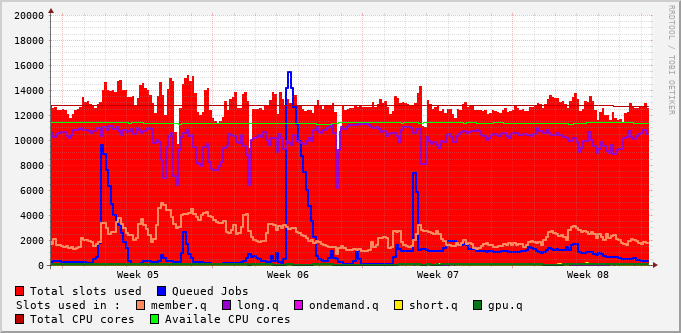 20000
18000
16000
14000
12000
10000
8000
6000
4000
2000
0
Week 05 Week 06 Week 07 Week 08
Total slots used Queued Jobs
Slots used in : member.q long.q ondemand.q short.q gpu.q
Total CPU cores Availale CPU cores
RRDTOOL / TOBI OETIKER